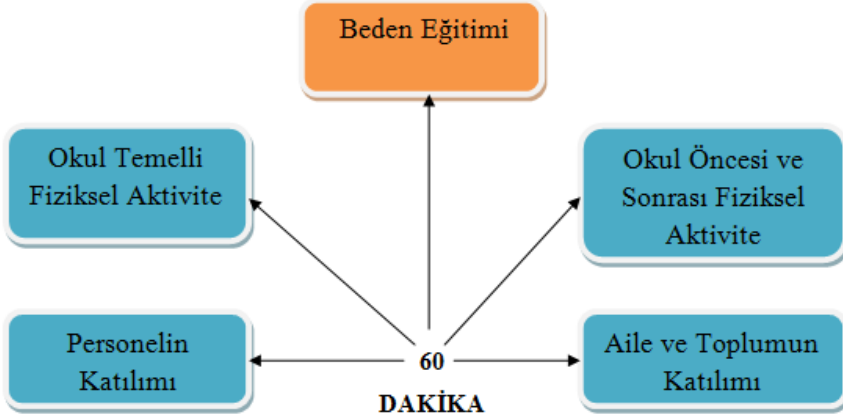 Beden Eğitimi
Okul Temelli
Fiziksel Aktivite
Okul Öncesi ve
Sonrası Fiziksel
Aktivite
Personelin
Katılımı
60
DAKİKA
Aile ve Toplumun
Katılımı